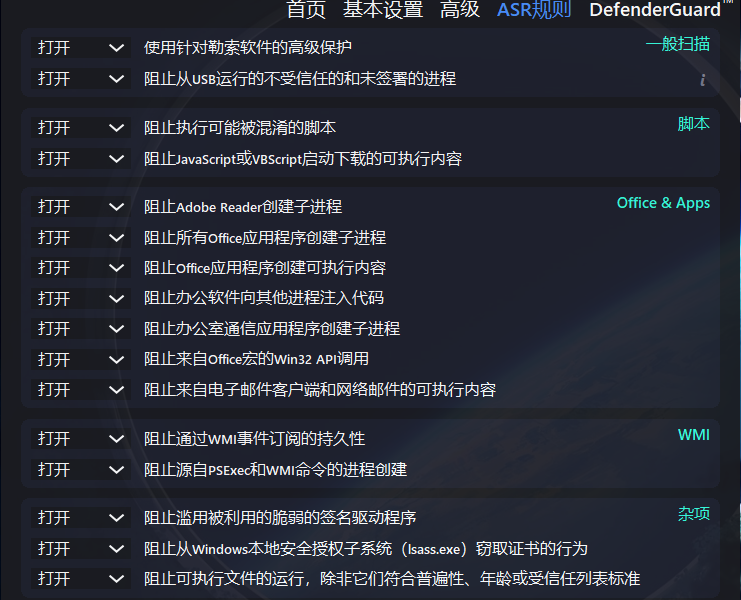 首页 基本设置 高级 ASR规则 DefenderGuard™
打开 使用针对勒索软件的高级保护 一般扫描
打开 阻止从USB运行的不受信任的和未签署的进程 i
打开 阻止执行可能被混淆的脚本 脚本
打开 阻止JavaScript或VBScript启动下载的可执行内容
打开 阻止Adobe Reader创建子进程 Office & Apps
打开 阻止所有Office应用程序创建子进程
打开 阻止Office应用程序创建可执行内容
打开 阻止办公软件向其他进程注入代码
打开 阻止办公室通信应用程序创建子进程
打开 阻止来自Office宏的Win32 API调用
打开 阻止来自电子邮件客户端和网络邮件的可执行内容
打开 阻止通过WMI事件订阅的持久性 WMI
打开 阻止源自PSExec和WMI命令的进程创建
打开 阻止滥用被利用的脆弱的签名驱动程序 杂项
打开 阻止从Windows本地安全授权子系统（lsass.exe）窃取证书的行为
打开 阻止可执行文件的运行，除非它们符合普遍性、年龄或受信任列表标准